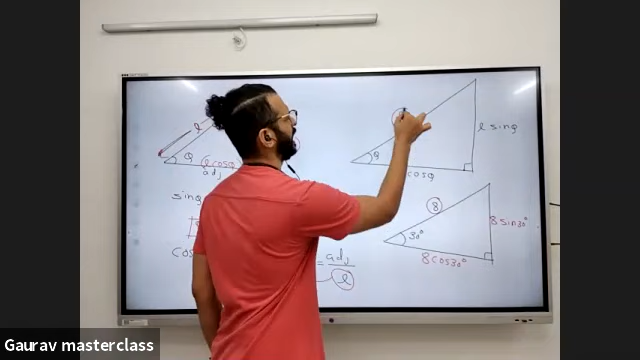 l
θ
l cosθ
adj
sinθ
cos
= adj/l
θ
l sinθ
cosθ
8
30°
8 sin30°
8 cos30°
Gaurav masterclass